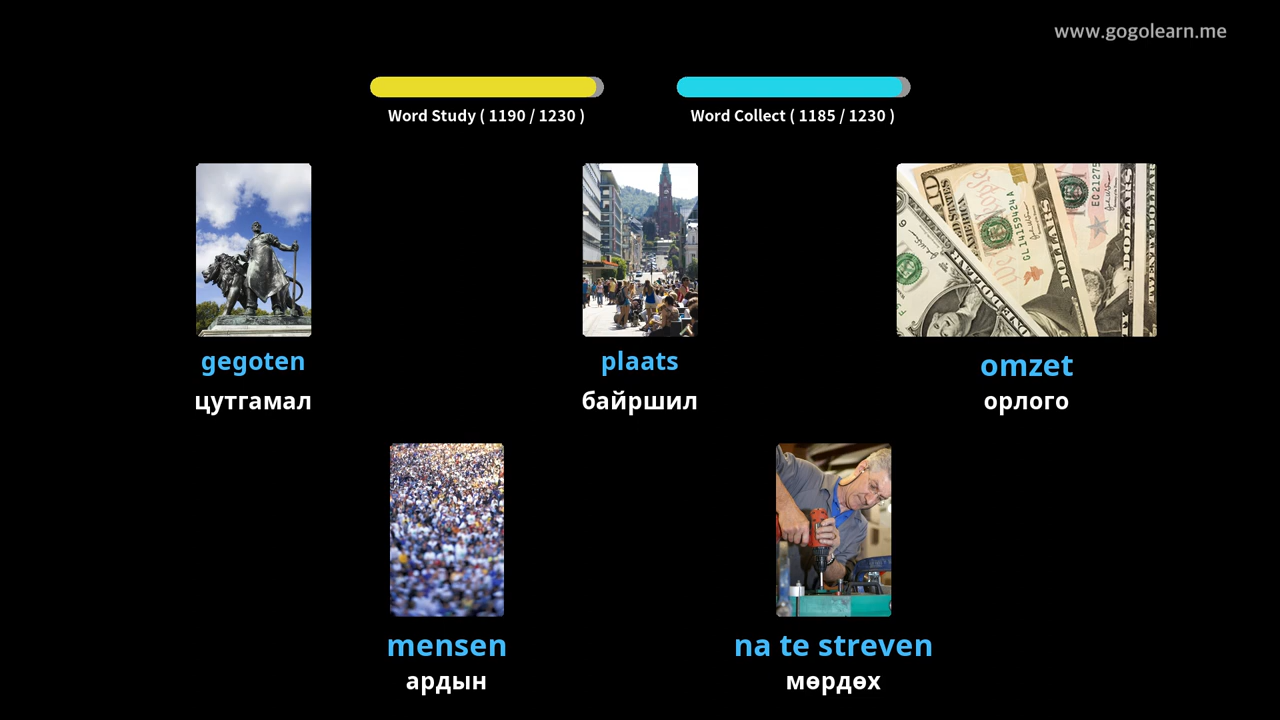 www.gogolearn.me
Word Study ( 1190 / 1230 )
Word Collect ( 1185 / 1230 )
gegoten
цутгамал
plaats
байршил
omzet
орлого
mensen
ардын
na te streven
мөрдөх